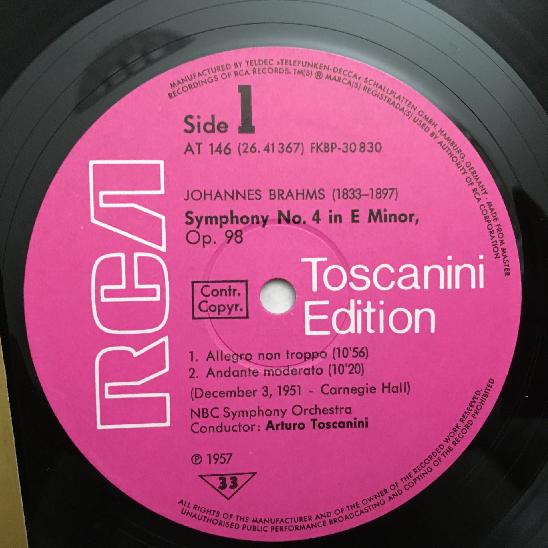 MANUFACTURED BY TELDEC »TELEFUNKEN-DECCA« SCHALLPLATTEN GMBH, HAMBURG, GERMANY MADE FROM MASTER
RECORDINGS OF RCA RECORDS. TM(S) ® MARCA(S) REGISTRADA(S) USED BY AUTHORITY OF RCA CORPORATION
Side 1
AT 146 (26.41367) FKBP-30830
RCA
JOHANNES BRAHMS (1833–1897)
Symphony No. 4 in E Minor,
Op. 98
Contr.
Copyr.
Toscanini
Edition
1. Allegro non troppo (10'56)
2. Andante moderato (10'20)
(December 3, 1951 - Carnegie Hall)
NBC Symphony Orchestra
Conductor: Arturo Toscanini
℗ 1957
33
ALL RIGHTS OF THE MANUFACTURER AND OF THE OWNER OF THE RECORDED WORK RESERVED.
UNAUTHORISED PUBLIC PERFORMANCE BROADCASTING AND COPYING OF THE RECORD PROHIBITED